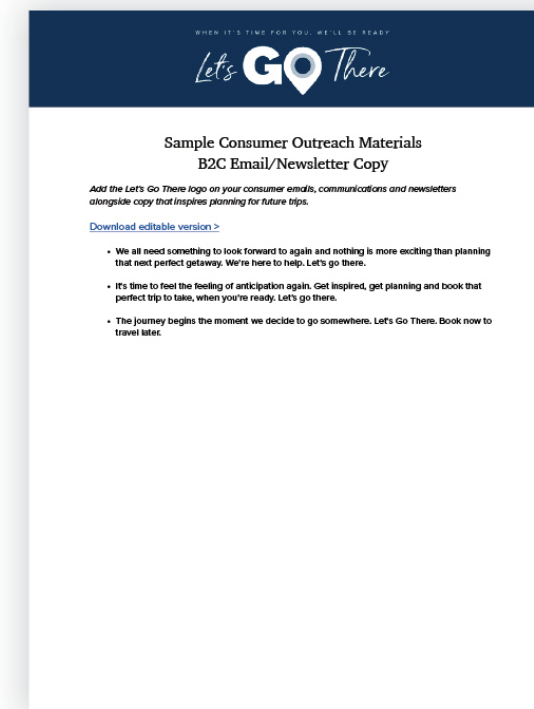 WHEN IT'S TIME FOR YOU, WE'LL BE READY
Let's GO There
Sample Consumer Outreach Materials
B2C Email/Newsletter Copy
Add the Let's Go There logo on your consumer emails, communications and newsletters
alongside copy that inspires planning for future trips.
Download editable version >
• We all need something to look forward to again and nothing is more exciting than planning
that next perfect getaway. We're here to help. Let's go there.
• It's time to feel the feeling of anticipation again. Get inspired, get planning and book that
perfect trip to take, when you're ready. Let's go there.
• The journey begins the moment we decide to go somewhere. Let's Go There. Book now to
travel later.